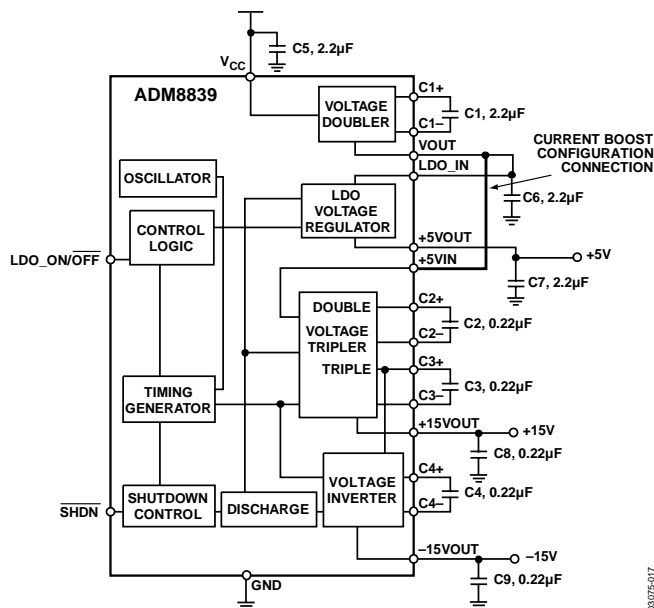 C5, 2.2µF
VCC
ADM8839
VOLTAGE
DOUBLER
C1+
C1–
C1, 2.2µF
VOUT
LDO_IN
CURRENT BOOST
CONFIGURATION
CONNECTION
C6, 2.2µF
OSCILLATOR
LDO
VOLTAGE
REGULATOR
CONTROL
LOGIC
LDO_ON/OFF
+5VOUT
+5V
+5VIN
C7, 2.2µF
DOUBLE
VOLTAGE
TRIPLER
TRIPLE
C2+
C2–
C2, 0.22µF
C3+
C3–
C3, 0.22µF
TIMING
GENERATOR
+15VOUT
+15V
C8, 0.22µF
VOLTAGE
INVERTER
C4+
C4–
C4, 0.22µF
SHDN
SHUTDOWN
CONTROL
DISCHARGE
–15VOUT
–15V
C9, 0.22µF
GND
03075-017